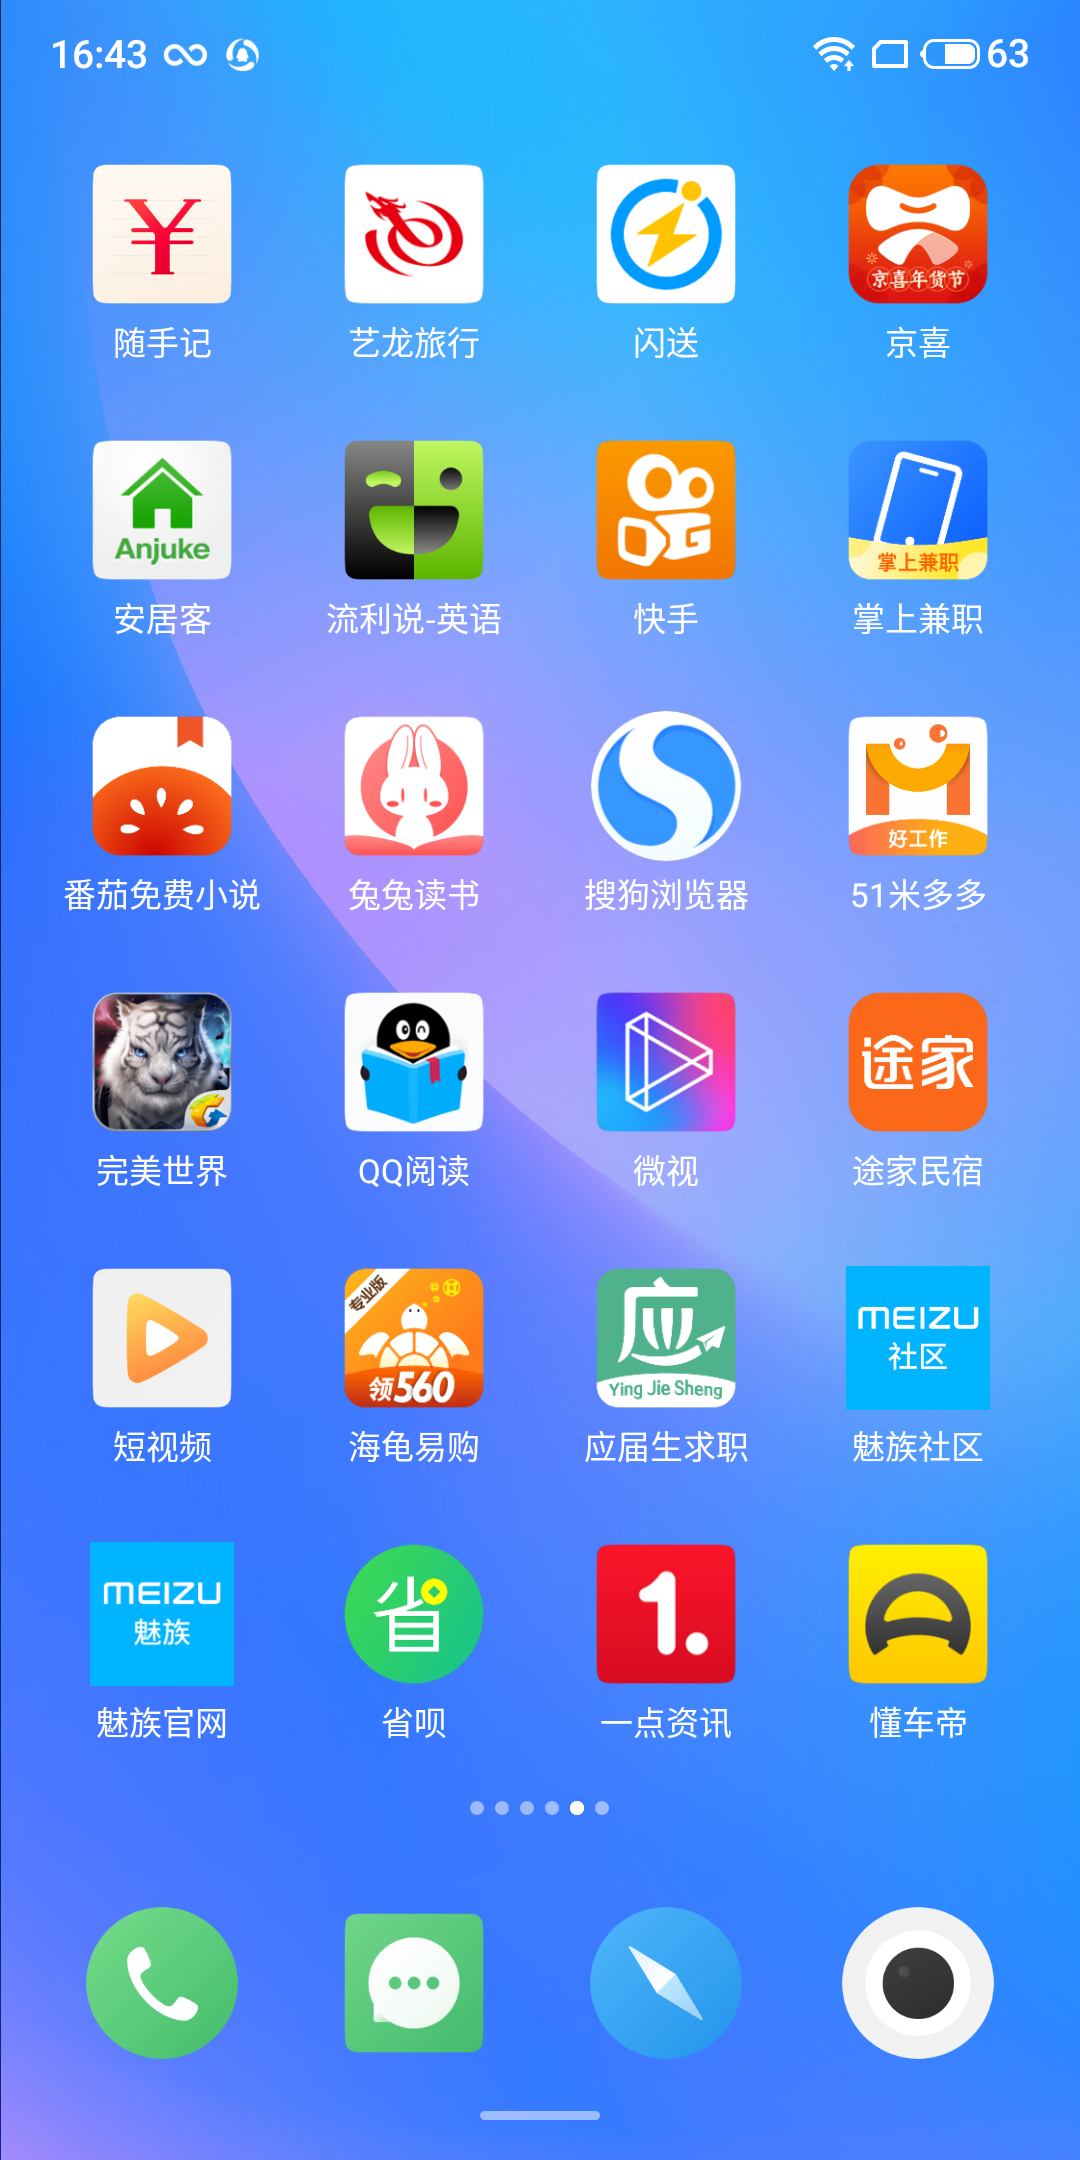 16:43
63
京喜年货节
随手记
艺龙旅行
闪送
京喜
Anjuke
掌上兼职
安居客
流利说-英语
快手
掌上兼职
好工作
番茄免费小说
兔兔读书
搜狗浏览器
51米多多
途家
完美世界
QQ阅读
微视
途家民宿
专业版
领560
应
Ying Jie Sheng
MEIZU
社区
短视频
海龟易购
应届生求职
魅族社区
MEIZU
魅族
省
1.
魅族官网
省呗
一点资讯
懂车帝